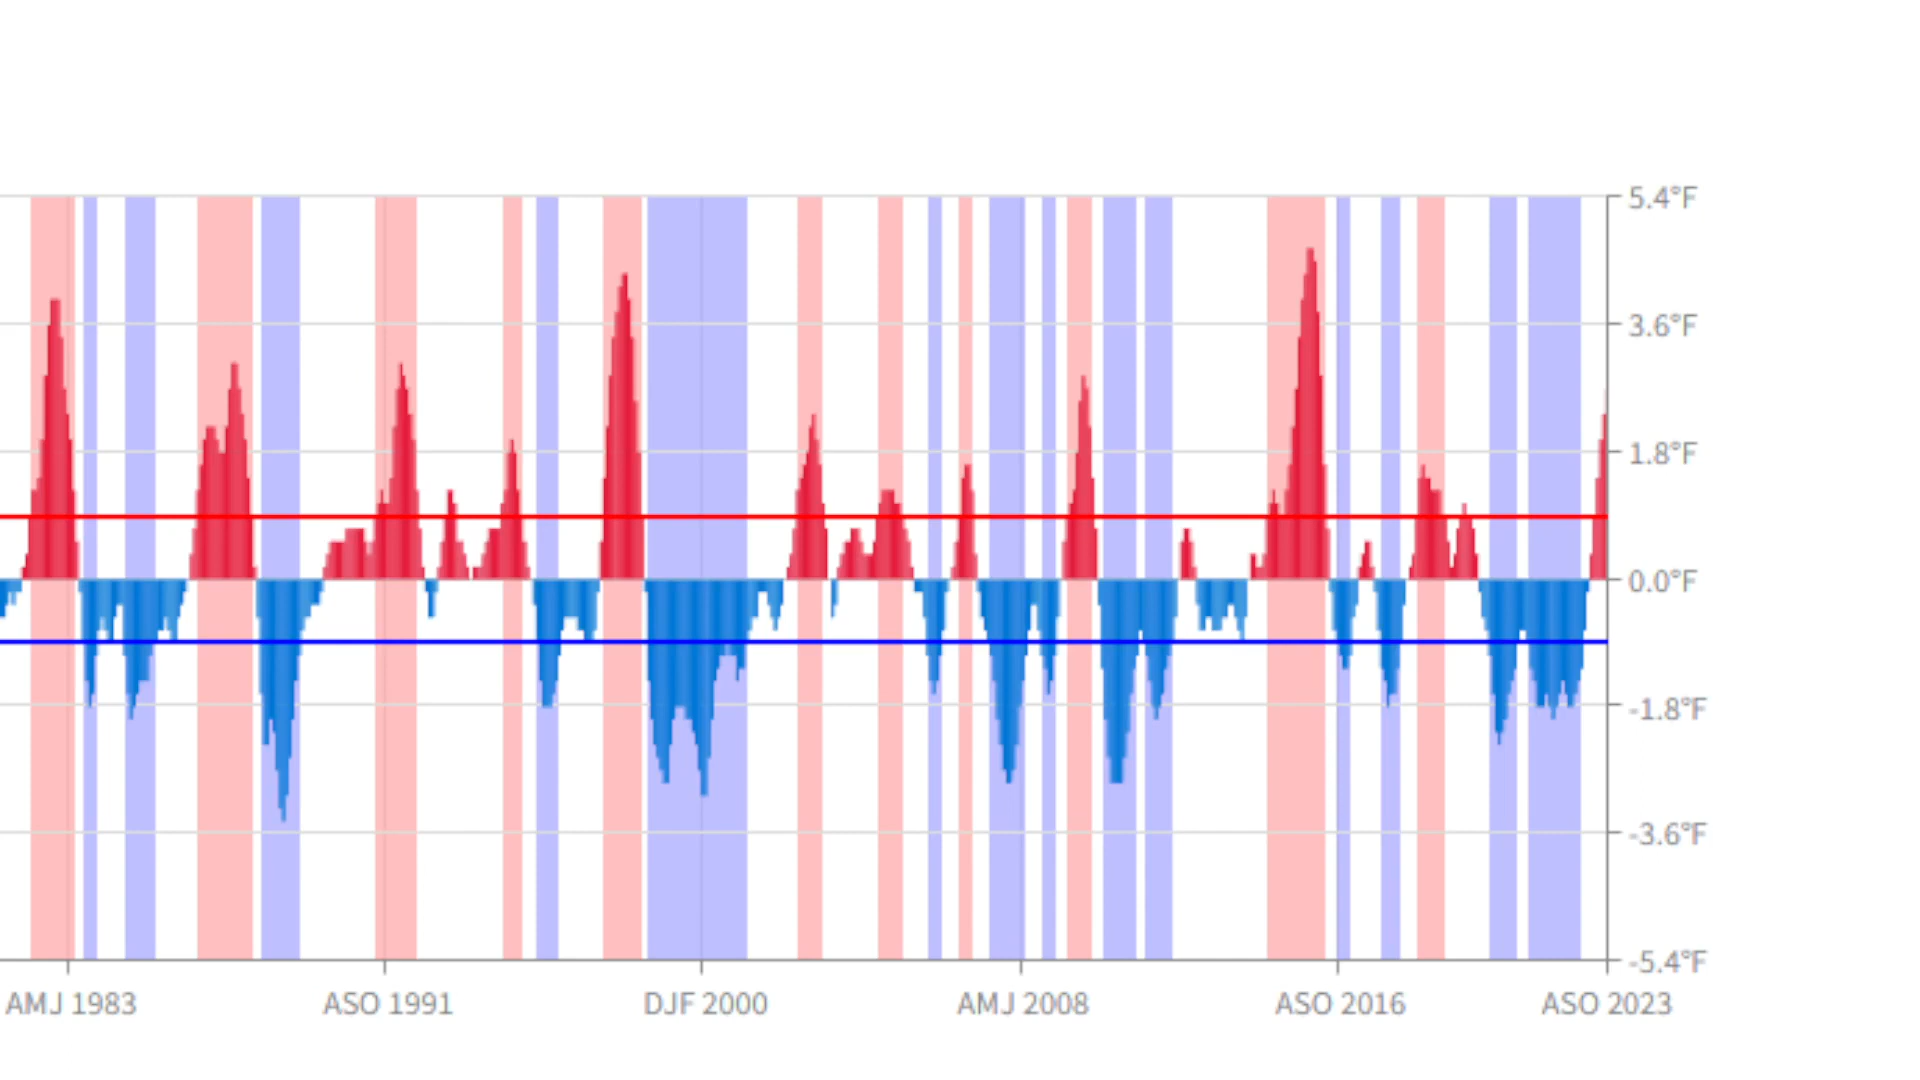 5.4°F
3.6°F
1.8°F
0.0°F
-1.8°F
-3.6°F
-5.4°F
AMJ 1983 ASO 1991 DJF 2000 AMJ 2008 ASO 2016 ASO 2023